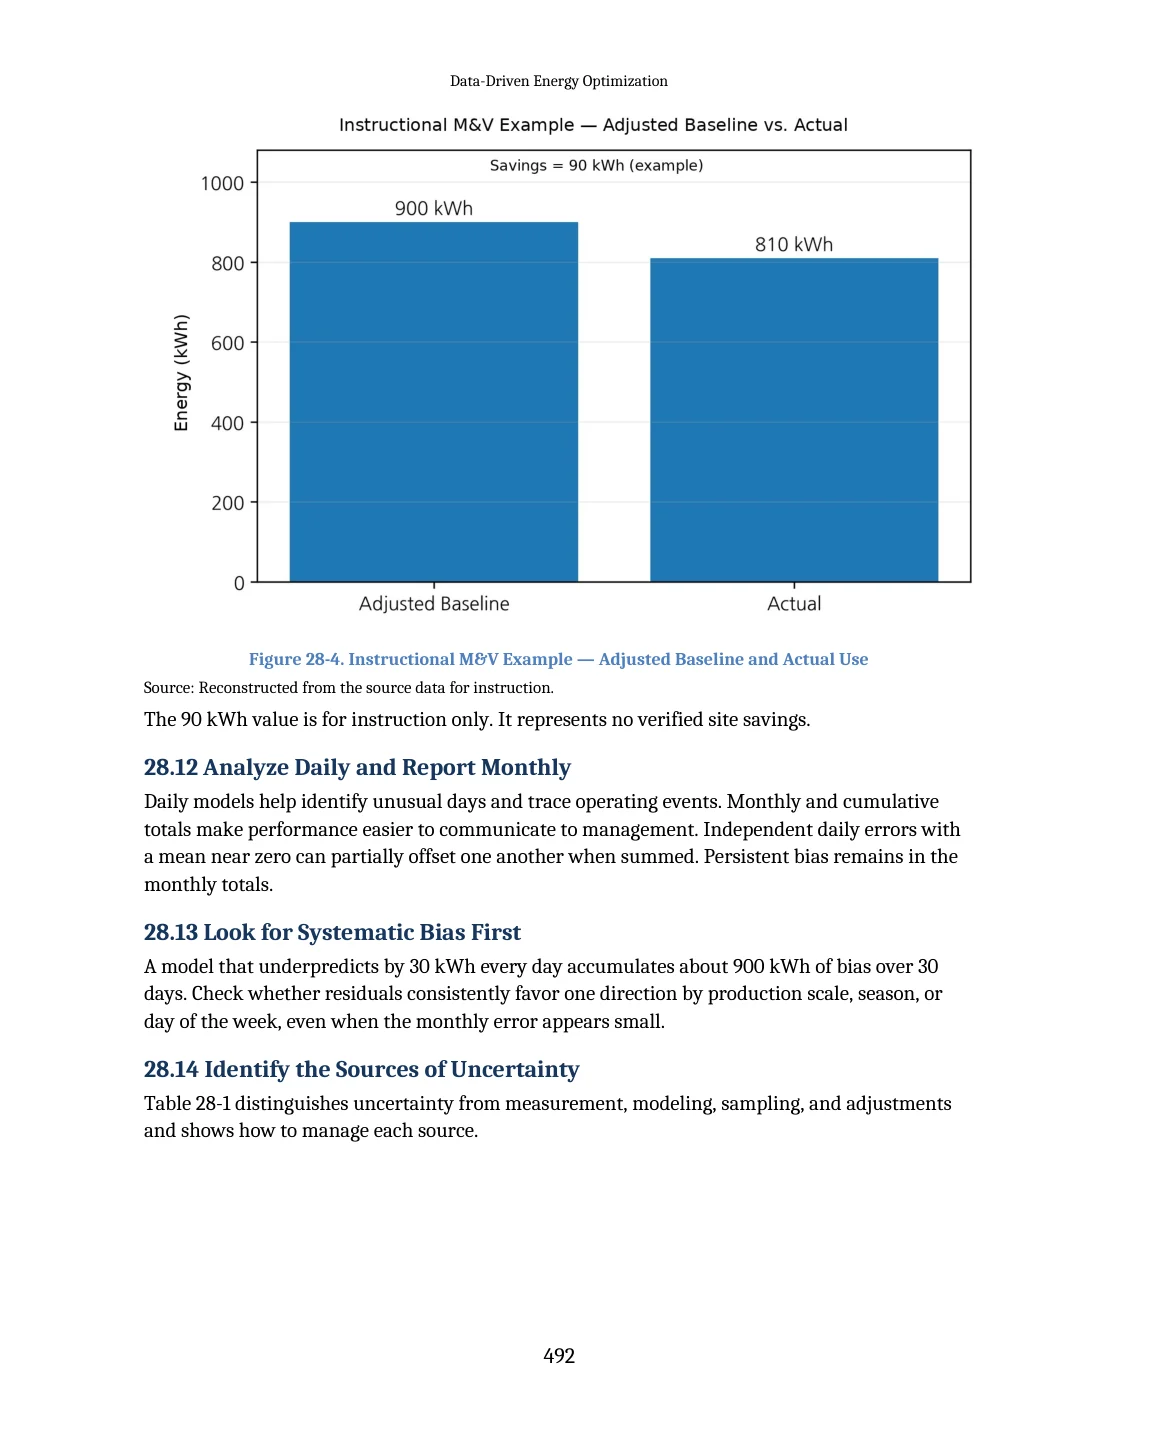 Data-Driven Energy Optimization
Instructional M&V Example — Adjusted Baseline vs. Actual
Savings = 90 kWh (example)
1000
900 kWh
810 kWh
800
600
Energy (kWh)
400
200
0
Adjusted Baseline
Actual
Figure 28-4. Instructional M&V Example — Adjusted Baseline and Actual Use
Source: Reconstructed from the source data for instruction.
The 90 kWh value is for instruction only. It represents no verified site savings.
28.12 Analyze Daily and Report Monthly
Daily models help identify unusual days and trace operating events. Monthly and cumulative
totals make performance easier to communicate to management. Independent daily errors with
a mean near zero can partially offset one another when summed. Persistent bias remains in the
monthly totals.
28.13 Look for Systematic Bias First
A model that underpredicts by 30 kWh every day accumulates about 900 kWh of bias over 30
days. Check whether residuals consistently favor one direction by production scale, season, or
day of the week, even when the monthly error appears small.
28.14 Identify the Sources of Uncertainty
Table 28-1 distinguishes uncertainty from measurement, modeling, sampling, and adjustments
and shows how to manage each source.
492